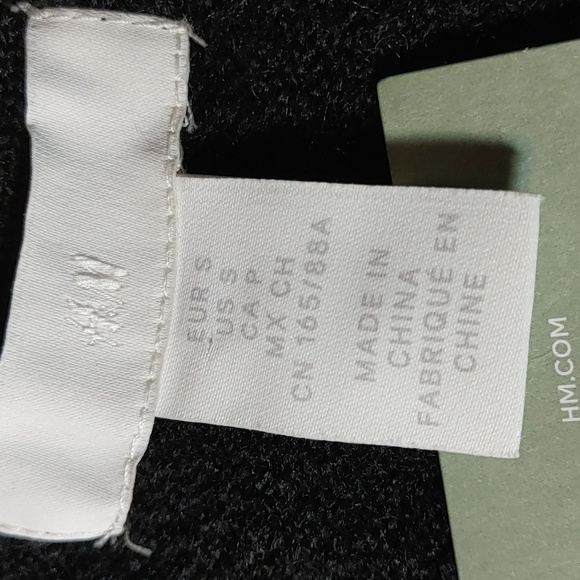 H&M
EUR S
US S
CA P
MX CH
CN 165/88A
MADE IN
CHINA
FABRIQUÉ EN
CHINE
HM.COM